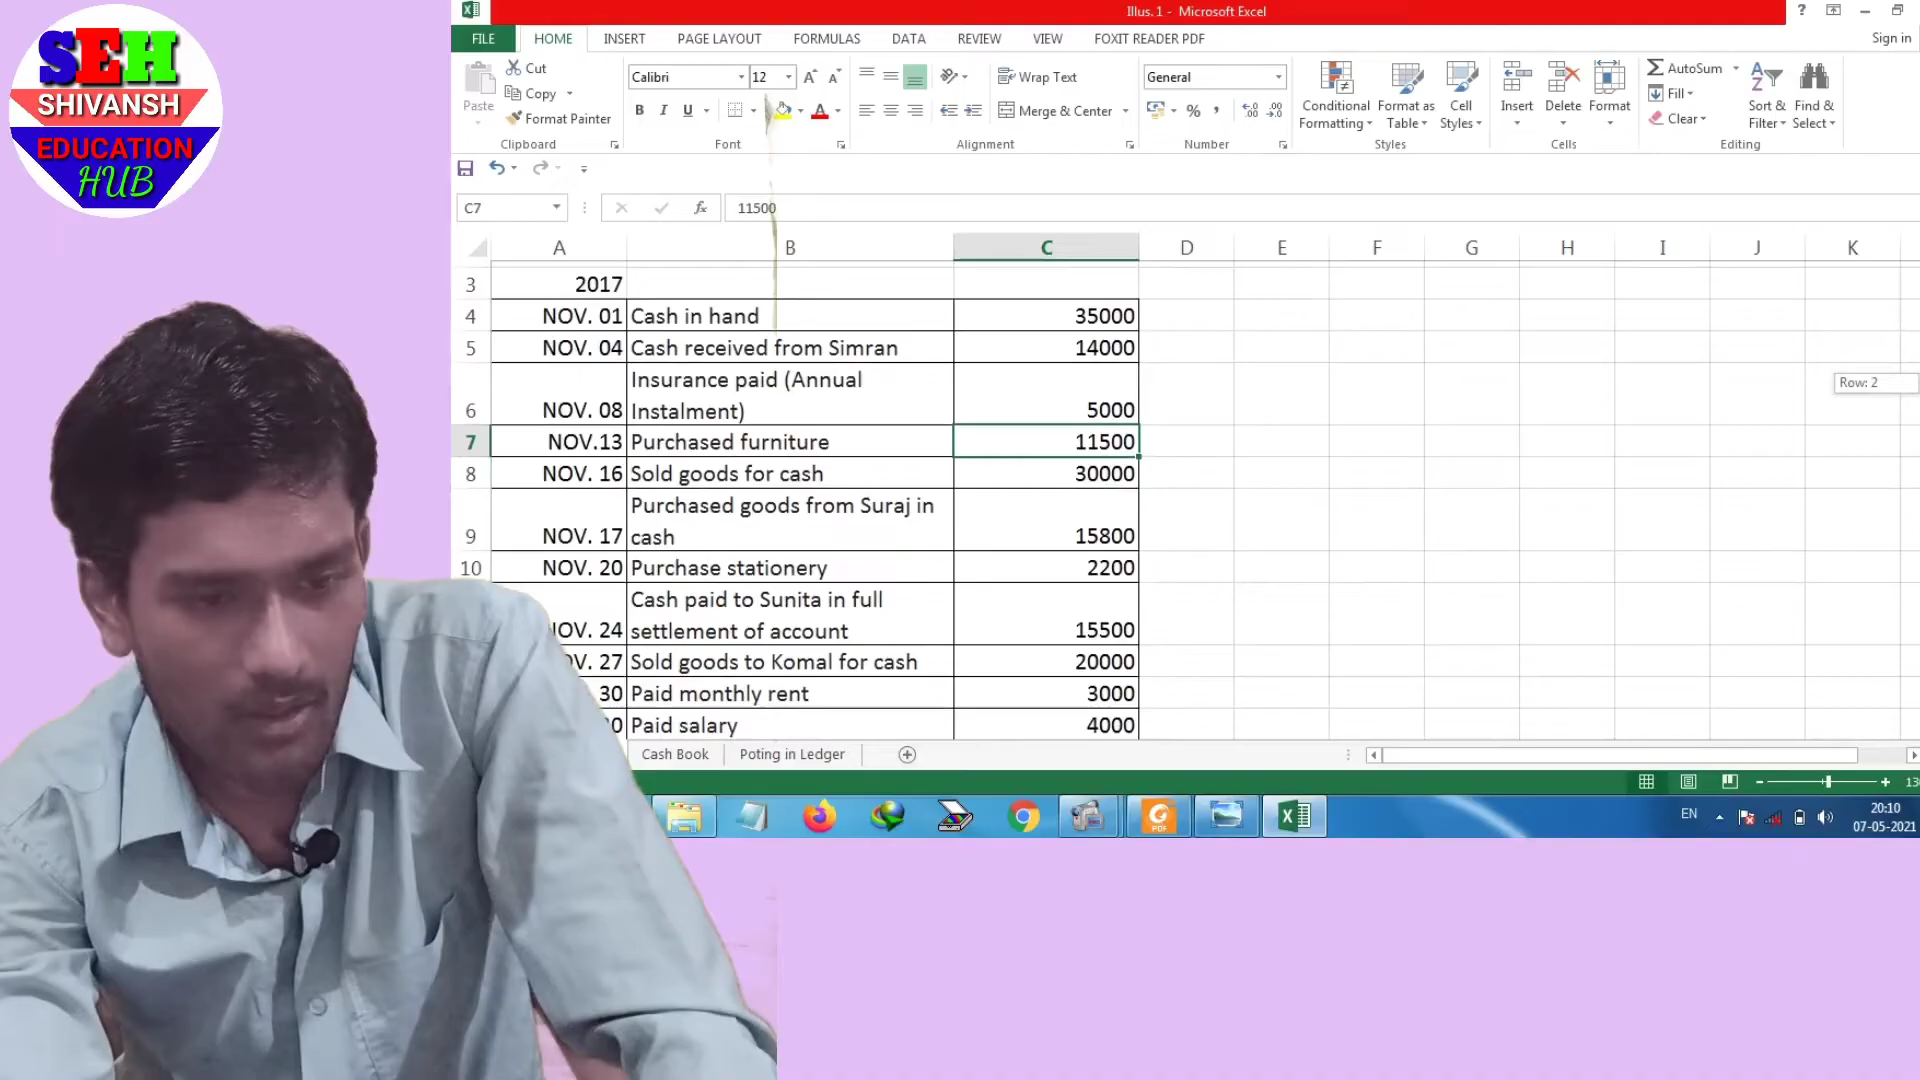 SEH
SHIVANSH
EDUCATION
HUB
Illus. 1 - Microsoft Excel
?
FILE HOME INSERT PAGE LAYOUT FORMULAS DATA REVIEW VIEW FOXIT READER PDF Sign in
Paste
Cut
Copy
Format Painter
Clipboard
Calibri 12
B I U
Font
Wrap Text
Merge & Center
Alignment
General
%
Number
Conditional Formatting
Format as Table
Cell Styles
Styles
Insert Delete Format
Cells
AutoSum
Fill
Clear
Sort & Filter
Find & Select
Editing
C7 fx 11500
A B C D E F G H I J K
3 2017
4 NOV. 01 Cash in hand 35000
5 NOV. 04 Cash received from Simran 14000
Insurance paid (Annual
6 NOV. 08 Instalment) 5000
7 NOV.13 Purchased furniture 11500
8 NOV. 16 Sold goods for cash 30000
Purchased goods from Suraj in
9 NOV. 17 cash 15800
10 NOV. 20 Purchase stationery 2200
Cash paid to Sunita in full
OV. 24 settlement of account 15500
V. 27 Sold goods to Komal for cash 20000
30 Paid monthly rent 3000
0 Paid salary 4000
Row: 2
Cash Book Poting in Ledger
13
PDF
EN
20:10
07-05-2021